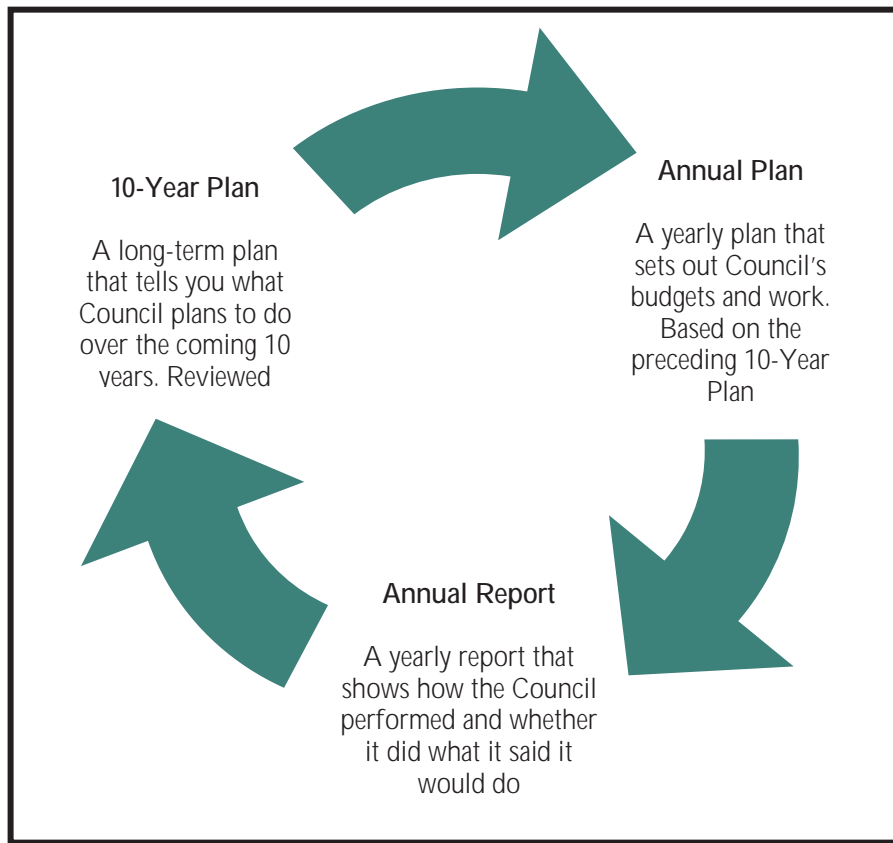 10-Year Plan
A long-term plan
that tells you what
Council plans to do
over the coming 10
years. Reviewed
Annual Plan
A yearly plan that
sets out Council's
budgets and work.
Based on the
preceding 10-Year
Plan
Annual Report
A yearly report that
shows how the Council
performed and whether
it did what it said it
would do